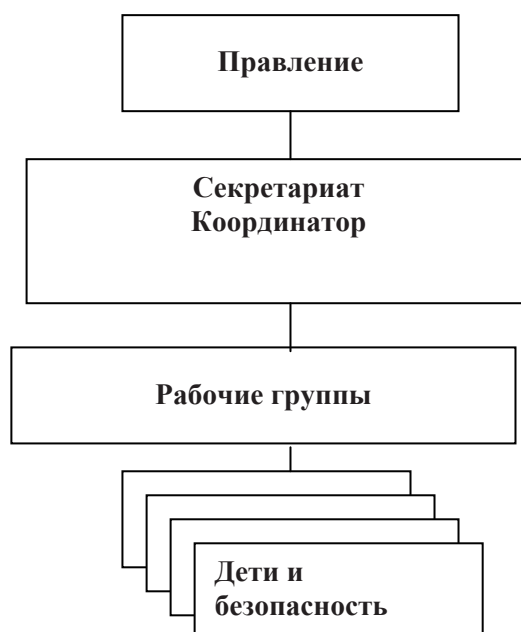 Правление
Секретариат
Координатор
Рабочие группы
Дети и
безопасность